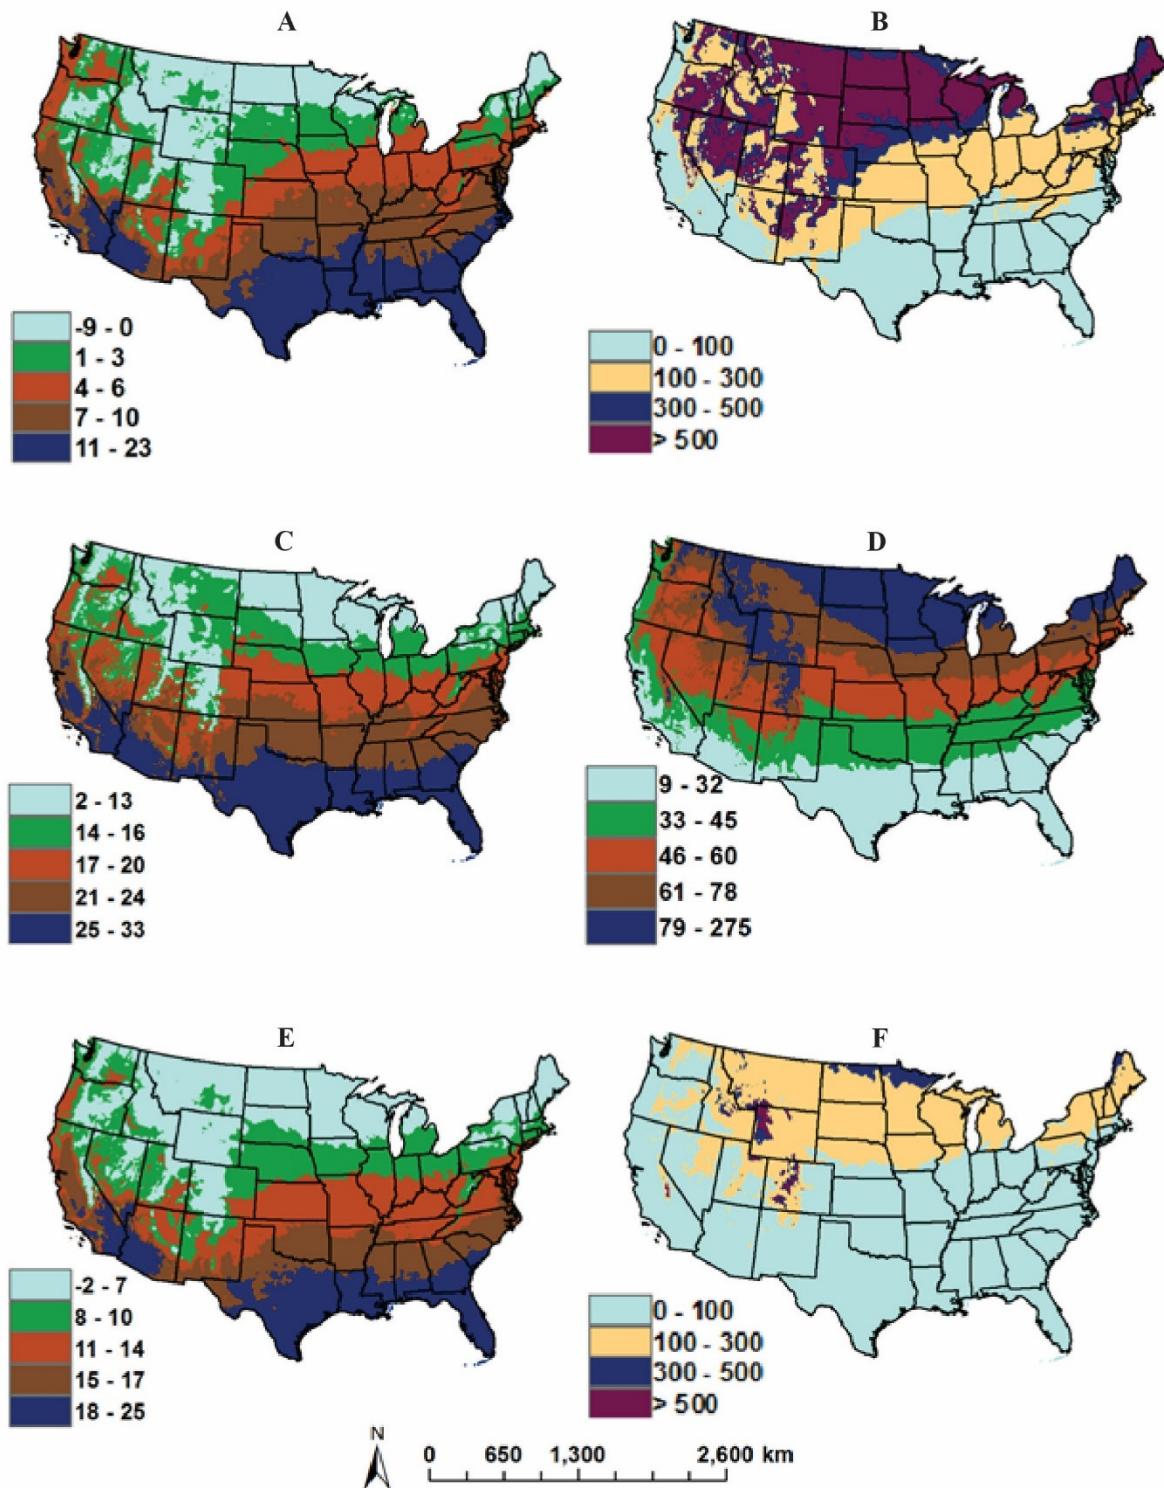 A
-9 - 0
1 - 3
4 - 6
7 - 10
11 - 23
B
0 - 100
100 - 300
300 - 500
> 500
C
2 - 13
14 - 16
17 - 20
21 - 24
25 - 33
D
9 - 32
33 - 45
46 - 60
61 - 78
79 - 275
E
-2 - 7
8 - 10
11 - 14
15 - 17
18 - 25
F
0 - 100
100 - 300
300 - 500
> 500
N
0 650 1,300 2,600 km